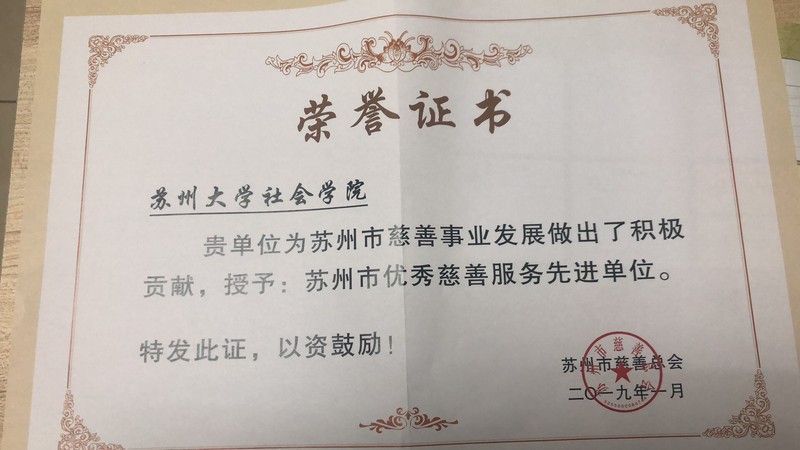 荣誉证书
苏州大学社会学院
贵单位为苏州市慈善事业发展做出了积极
贡献，授予：苏州市优秀慈善服务先进单位。
特发此证，以资鼓励！
苏州市慈善总会
二〇一九年一月